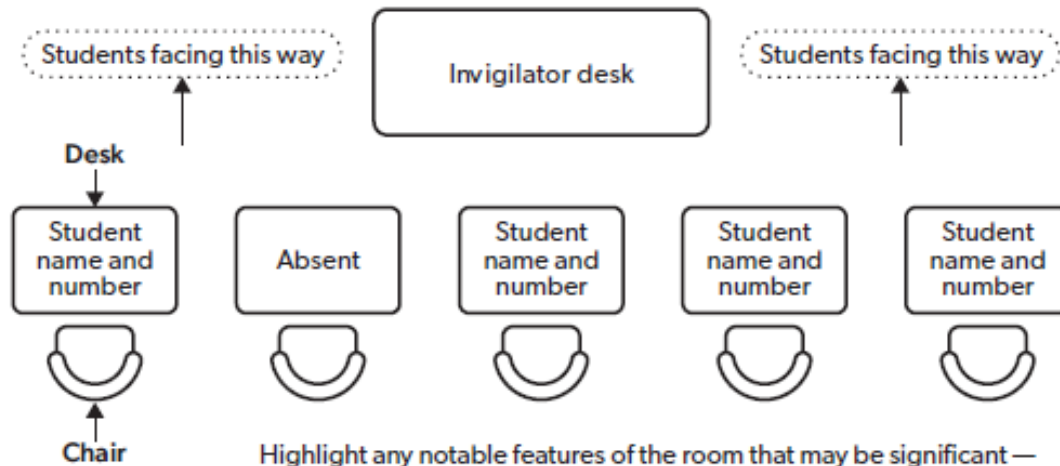 Students facing this way
Invigilator desk
Students facing this way
Desk
Student
name and
number
Absent
Student
name and
number
Student
name and
number
Student
name and
number
Chair
Highlight any notable features of the room that may be significant —